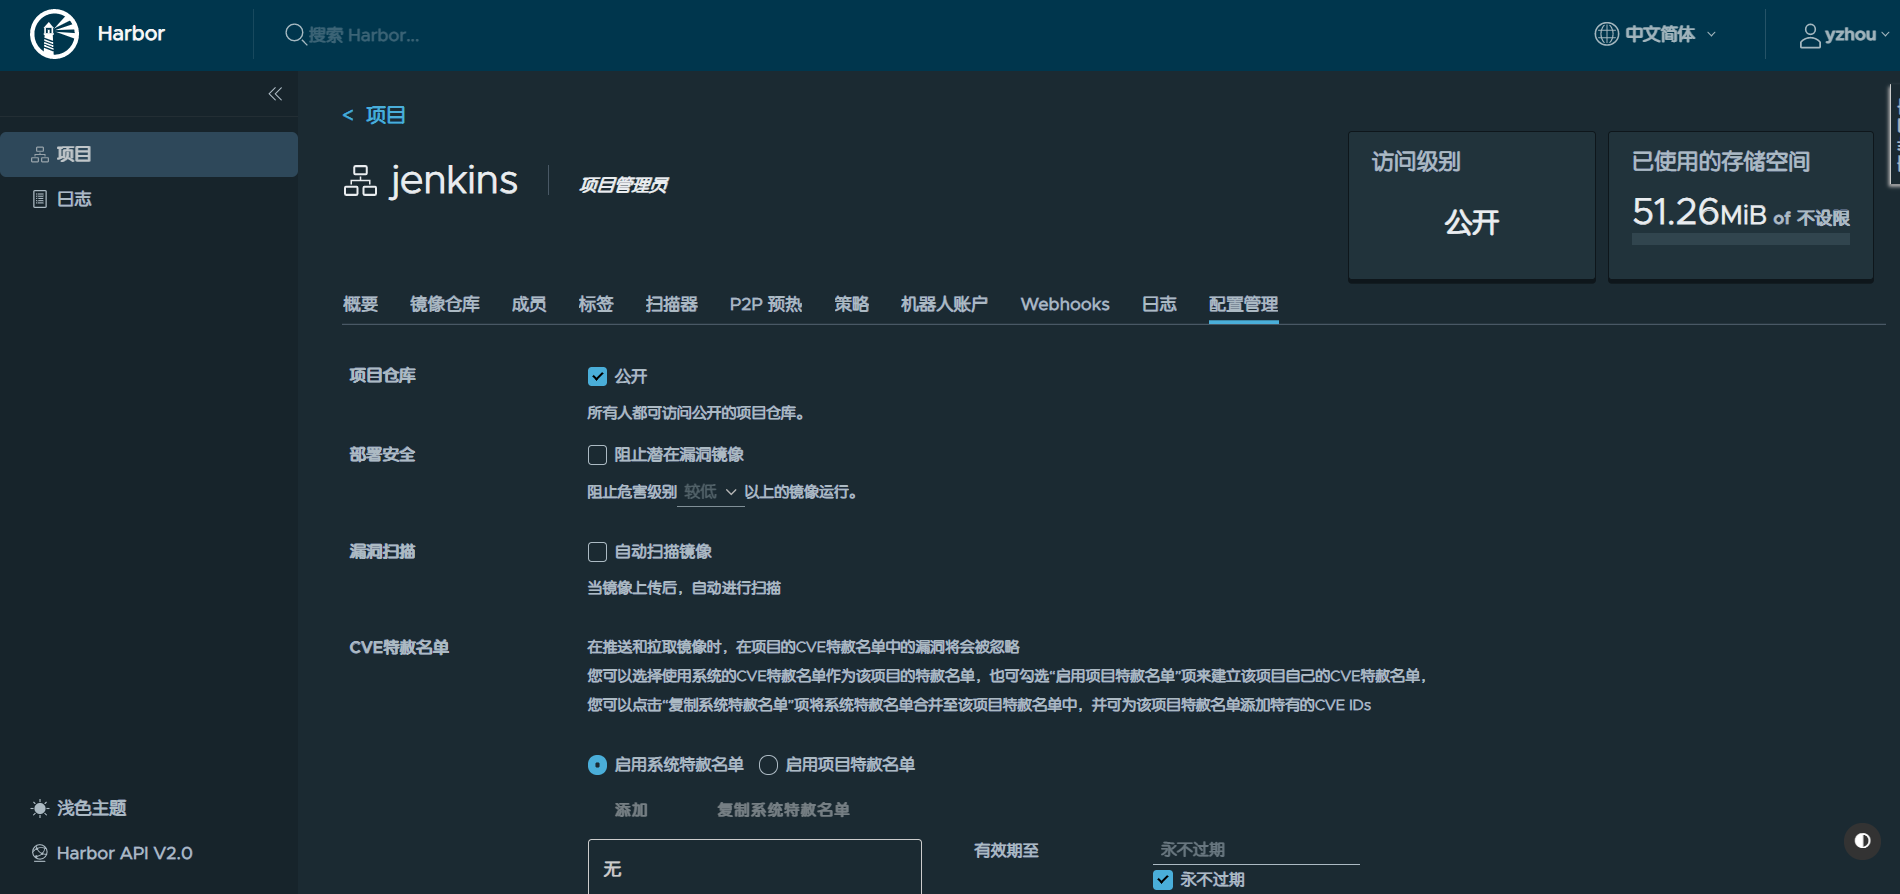 Harbor
搜索 Harbor...
中文简体
yzhou
项目
日志
< 项目
jenkins
项目管理员
访问级别
公开
已使用的存储空间
51.26MiB of 不设限
概要 镜像仓库 成员 标签 扫描器 P2P 预热 策略 机器人账户 Webhooks 日志 配置管理
项目仓库
公开
所有人都可访问公开的项目仓库。
部署安全
阻止潜在漏洞镜像
阻止危害级别 较低 以上的镜像运行。
漏洞扫描
自动扫描镜像
当镜像上传后，自动进行扫描
CVE特赦名单
在推送和拉取镜像时，在项目的CVE特赦名单中的漏洞将会被忽略
您可以选择使用系统的CVE特赦名单作为该项目的特赦名单，也可勾选“启用项目特赦名单”项来建立该项目自己的CVE特赦名单，
您可以点击“复制系统特赦名单”项将系统特赦名单合并至该项目特赦名单中，并可为该项目特赦名单添加特有的CVE IDs
启用系统特赦名单 启用项目特赦名单
添加 复制系统特赦名单
无
有效期至
永不过期
永不过期
浅色主题
Harbor API V2.0